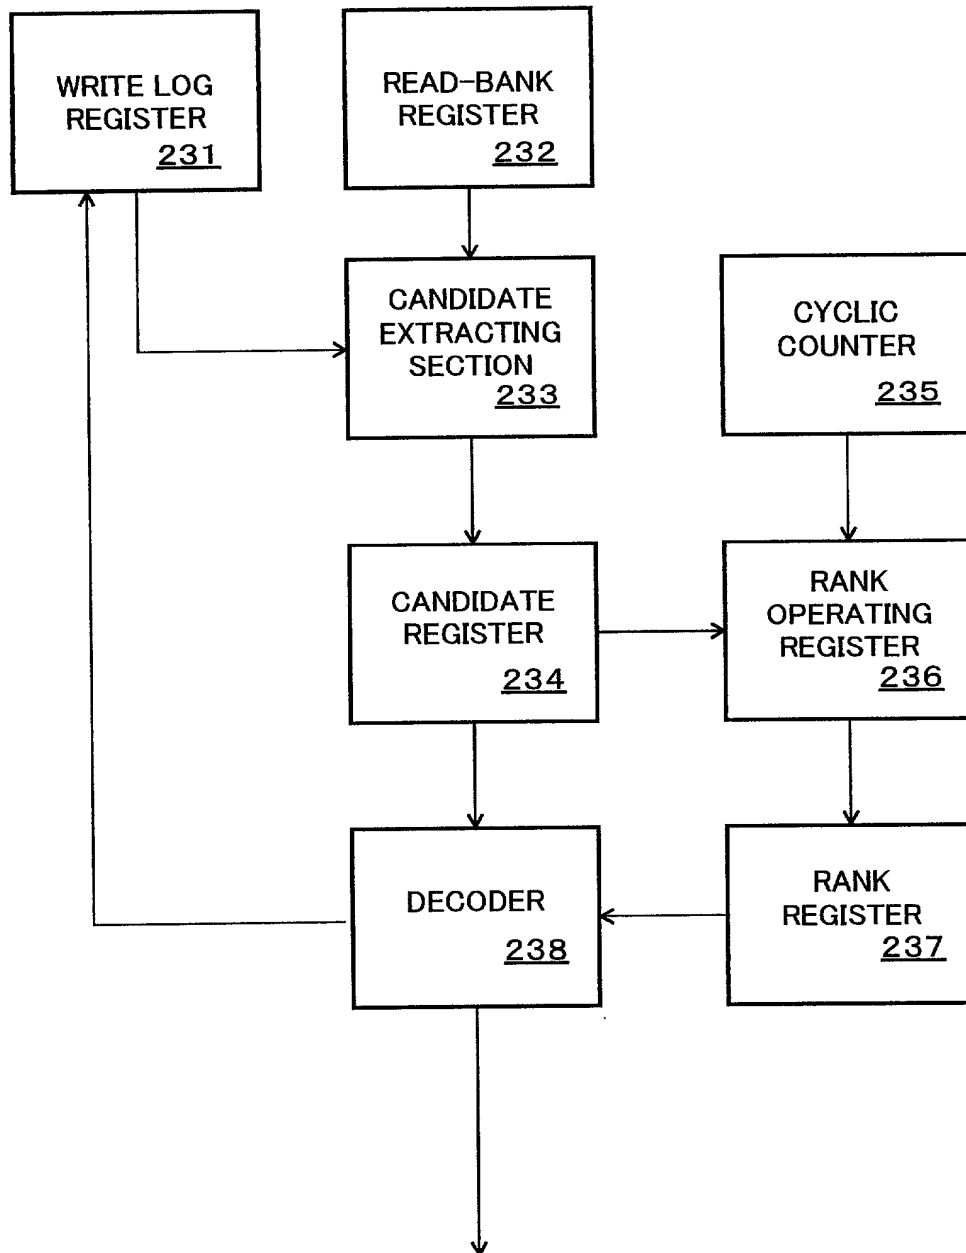 WRITE LOG
REGISTER
231
READ-BANK
REGISTER
232
CANDIDATE
EXTRACTING
SECTION
233
CYCLIC
COUNTER
235
CANDIDATE
REGISTER
234
RANK
OPERATING
REGISTER
236
DECODER
238
RANK
REGISTER
237